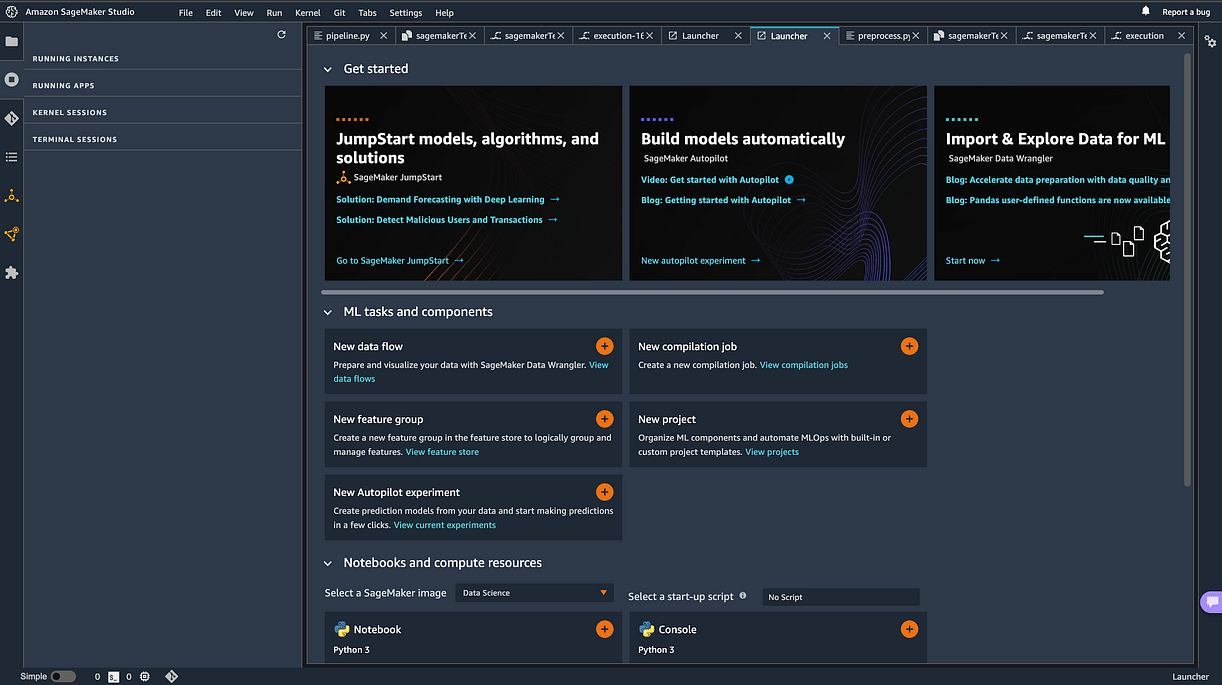 Amazon SageMaker Studio File Edit View Run Kernel Git Tabs Settings Help Report a bug
pipeline.py sagemakerTe sagemakerTe execution-16 Launcher Launcher preprocess.py sagemakerTe sagemakerTe execution
RUNNING INSTANCES
RUNNING APPS
KERNEL SESSIONS
TERMINAL SESSIONS
Get started
JumpStart models, algorithms, and
solutions
SageMaker JumpStart
Solution: Demand Forecasting with Deep Learning →
Solution: Detect Malicious Users and Transactions →
Go to SageMaker JumpStart →
Build models automatically
SageMaker Autopilot
Video: Get started with Autopilot
Blog: Getting started with Autopilot →
New autopilot experiment →
Import & Explore Data for ML
SageMaker Data Wrangler
Blog: Accelerate data preparation with data quality an
Blog: Pandas user-defined functions are now available
Start now →
ML tasks and components
New data flow
Prepare and visualize your data with SageMaker Data Wrangler. View
data flows
New compilation job
Create a new compilation job. View compilation jobs
New feature group
Create a new feature group in the feature store to logically group and
manage features. View feature store
New project
Organize ML components and automate MLOps with built-in or
custom project templates. View projects
New Autopilot experiment
Create prediction models from your data and start making predictions
in a few clicks. View current experiments
Notebooks and compute resources
Select a SageMaker image Data Science
Select a start-up script No Script
Notebook
Python 3
Console
Python 3
Simple 0 0 Launcher